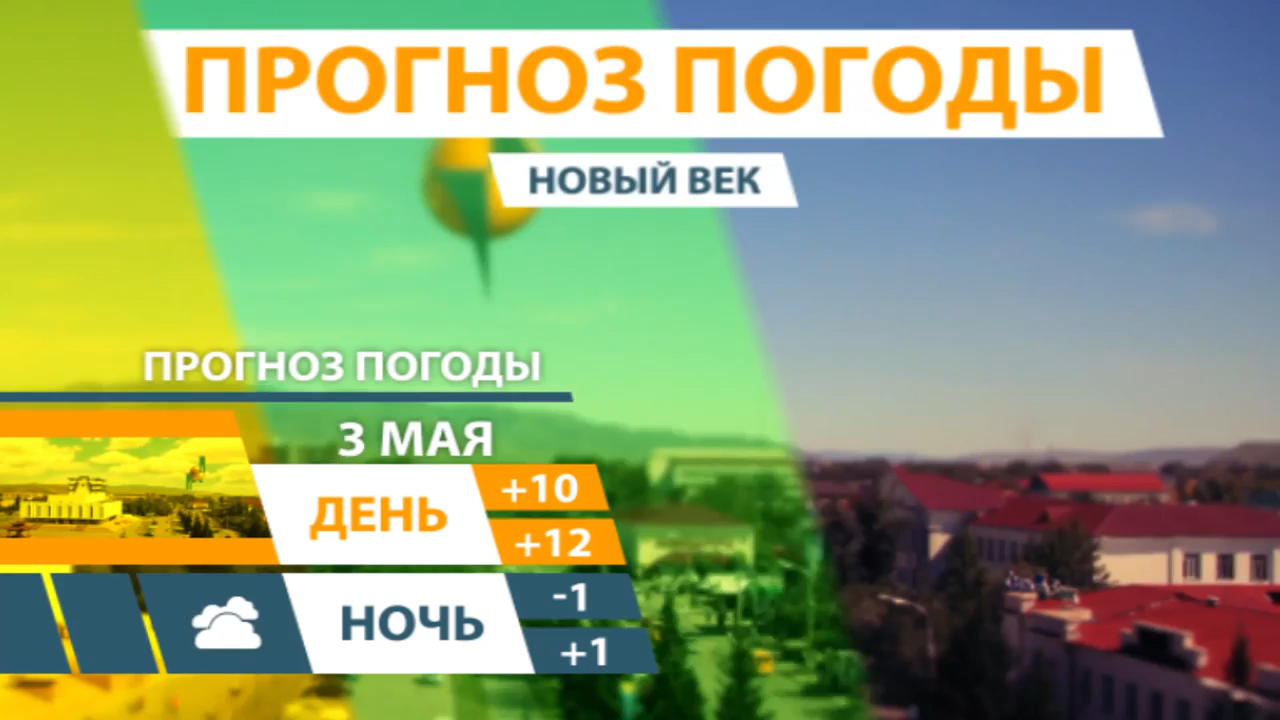 ПРОГНОЗ ПОГОДЫ
НОВЫЙ ВЕК
ПРОГНОЗ ПОГОДЫ
3 МАЯ
ДЕНЬ
+10
+12
НОЧЬ
-1
+1